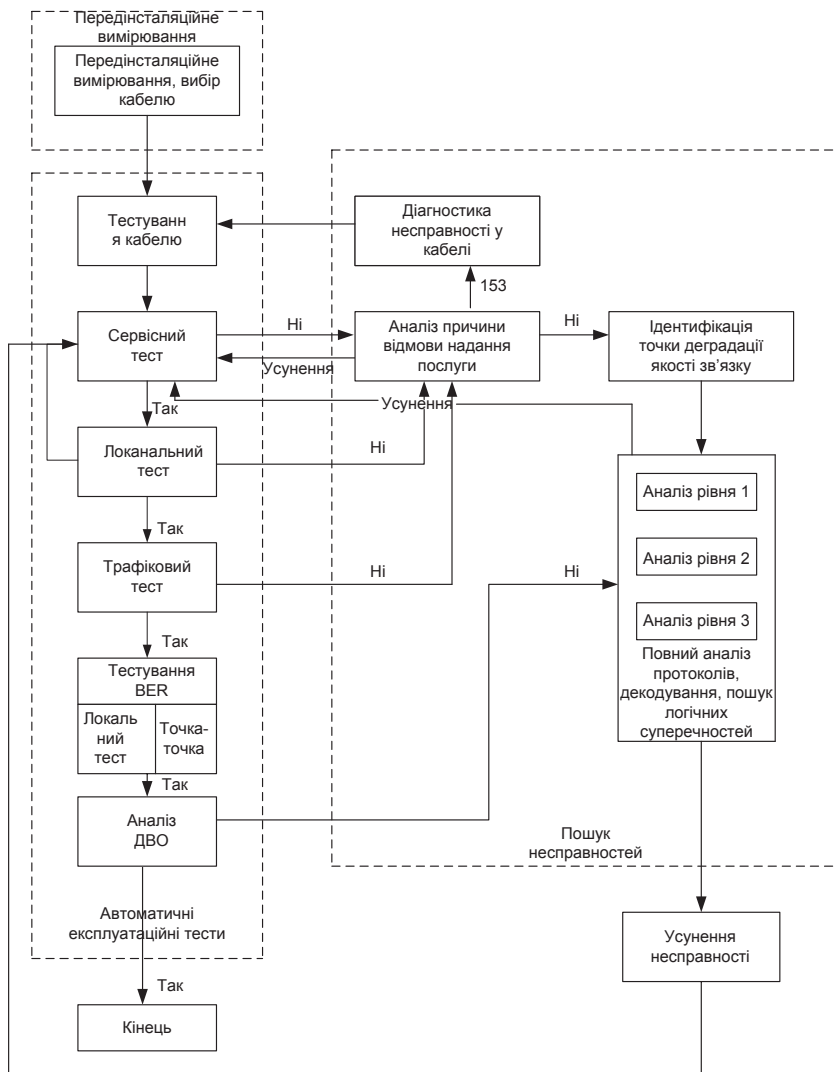 Передінсталяційне
вимірювання
Передінсталяційне
вимірювання, вибір
кабелю
Тестуванн
я кабелю
Діагностика
несправності у
кабелі
153
Сервісний
тест
Ні
Усунення
Аналіз причини
відмови надання
послуги
Ні
Ідентифікація
точки деградації
якості зв’язку
Так
Усунення
Локанальний
тест
Ні
Так
Трафіковий
тест
Ні
Ні
Аналіз рівня 1
Аналіз рівня 2
Аналіз рівня 3
Повний аналіз
протоколів,
декодування, пошук
логічних
суперечностей
Так
Тестування
BER
Локаль
ний
тест
Точка-
точка
Так
Аналіз
ДВО
Пошук
несправностей
Автоматичні
експлуатаційні тести
Усунення
несправності
Так
Кінець